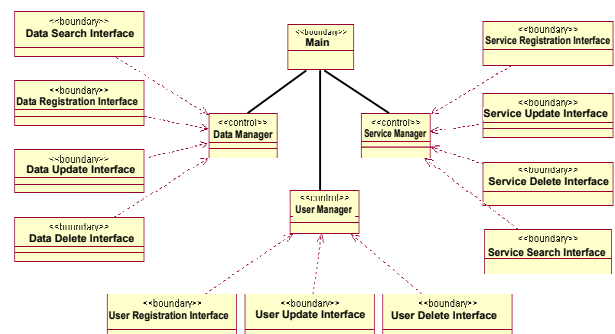 <<boundary>>
Data Search Interface
<<boundary>>
Main
<<boundary>>
Service Registration Interface
<<boundary>>
Data Registration Interface
<<control>>
Data Manager
<<control>>
Service Manager
<<boundary>>
Service Update Interface
<<boundary>>
Data Update Interface
<<boundary>>
Service Delete Interface
<<control>>
User Manager
<<boundary>>
Data Delete Interface
<<boundary>>
Service Search Interface
<<boundary>>
User Registration Interface
<<boundary>>
User Update Interface
<<boundary>>
User Delete Interface